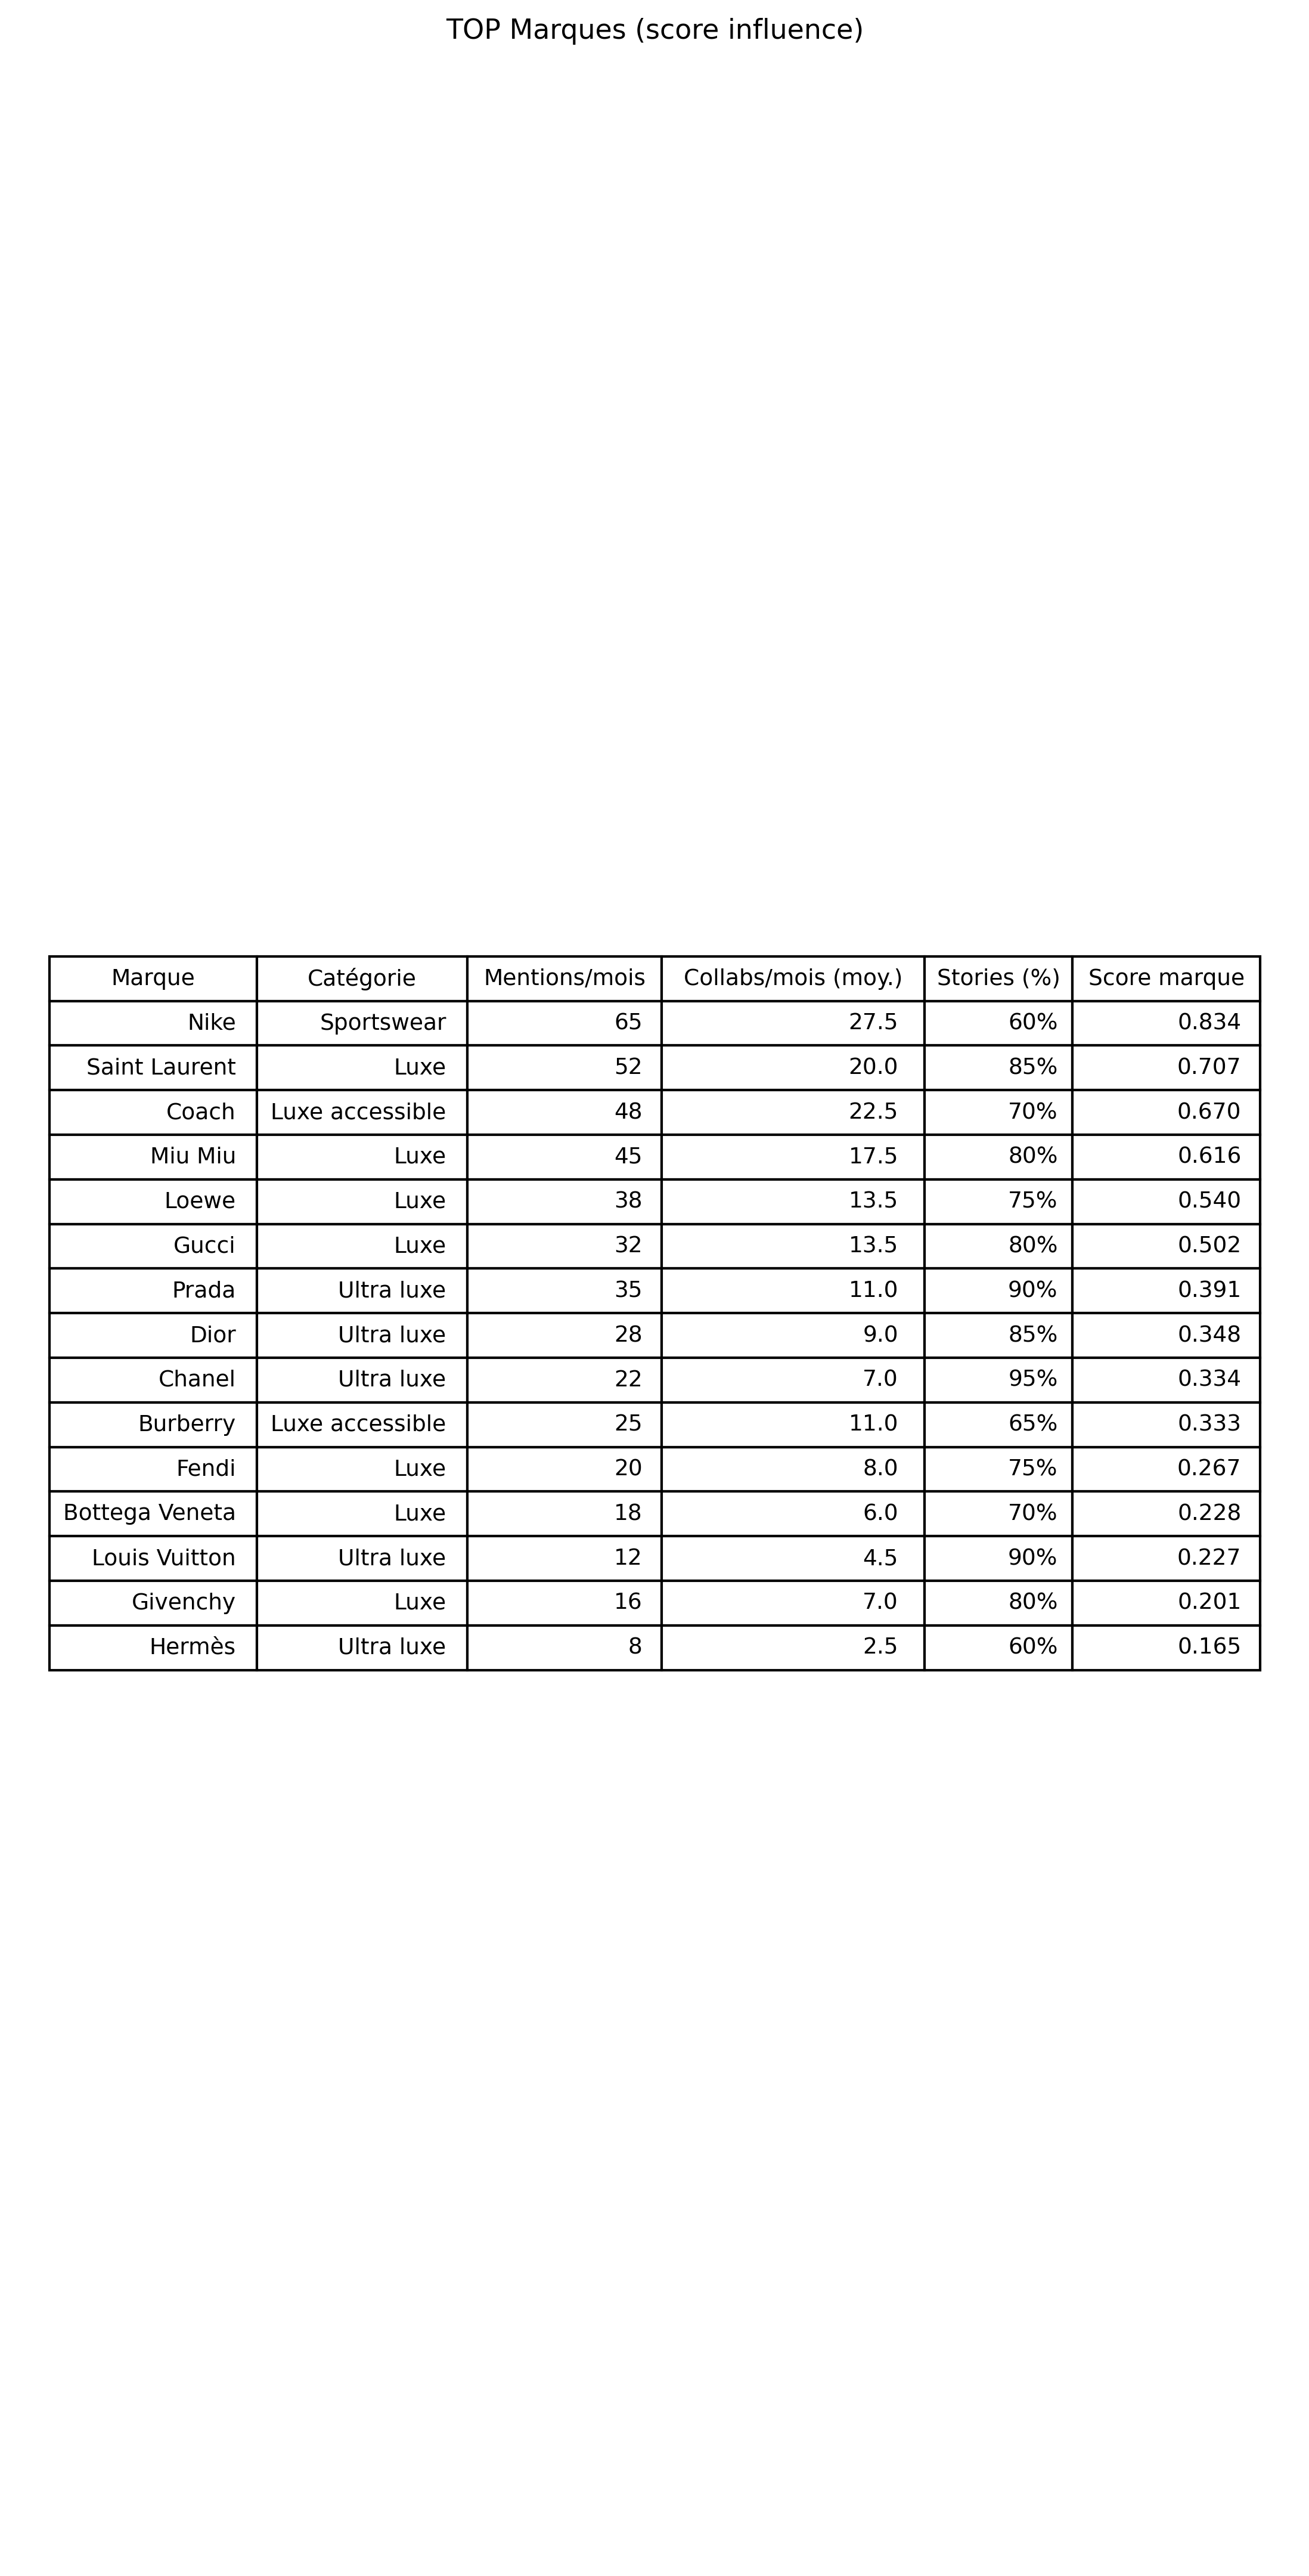 TOP Marques (score influence)
Marque Catégorie Mentions/mois Collabs/mois (moy.) Stories (%) Score marque
Nike Sportswear 65 27.5 60% 0.834
Saint Laurent Luxe 52 20.0 85% 0.707
Coach Luxe accessible 48 22.5 70% 0.670
Miu Miu Luxe 45 17.5 80% 0.616
Loewe Luxe 38 13.5 75% 0.540
Gucci Luxe 32 13.5 80% 0.502
Prada Ultra luxe 35 11.0 90% 0.391
Dior Ultra luxe 28 9.0 85% 0.348
Chanel Ultra luxe 22 7.0 95% 0.334
Burberry Luxe accessible 25 11.0 65% 0.333
Fendi Luxe 20 8.0 75% 0.267
Bottega Veneta Luxe 18 6.0 70% 0.228
Louis Vuitton Ultra luxe 12 4.5 90% 0.227
Givenchy Luxe 16 7.0 80% 0.201
Hermès Ultra luxe 8 2.5 60% 0.165